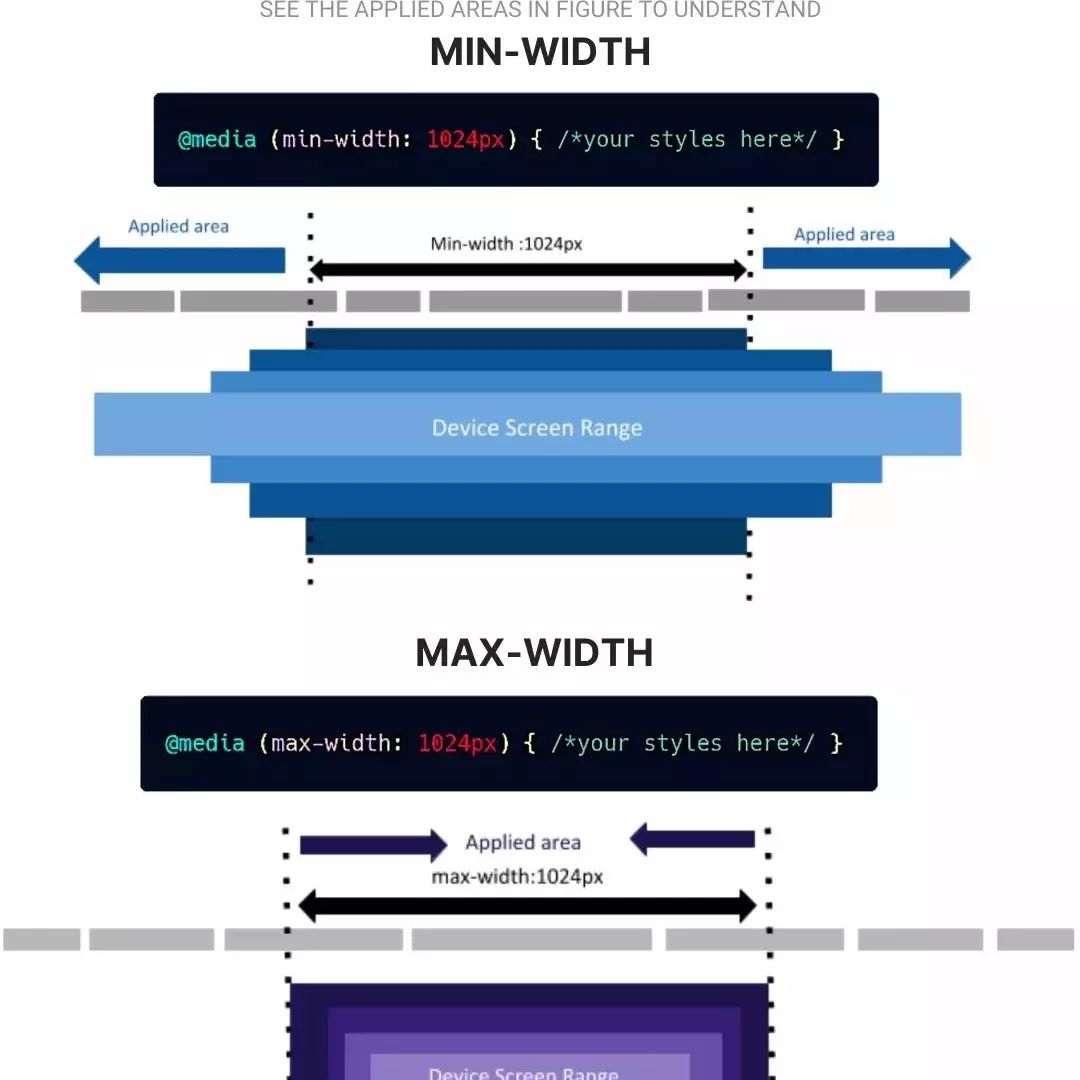 SEE THE APPLIED AREAS IN FIGURE TO UNDERSTAND
MIN-WIDTH
@media (min-width: 1024px) { /*your styles here*/ }
Applied area
Min-width :1024px
Applied area
Device Screen Range
MAX-WIDTH
@media (max-width: 1024px) { /*your styles here*/ }
Applied area
max-width:1024px
Device Screen Range